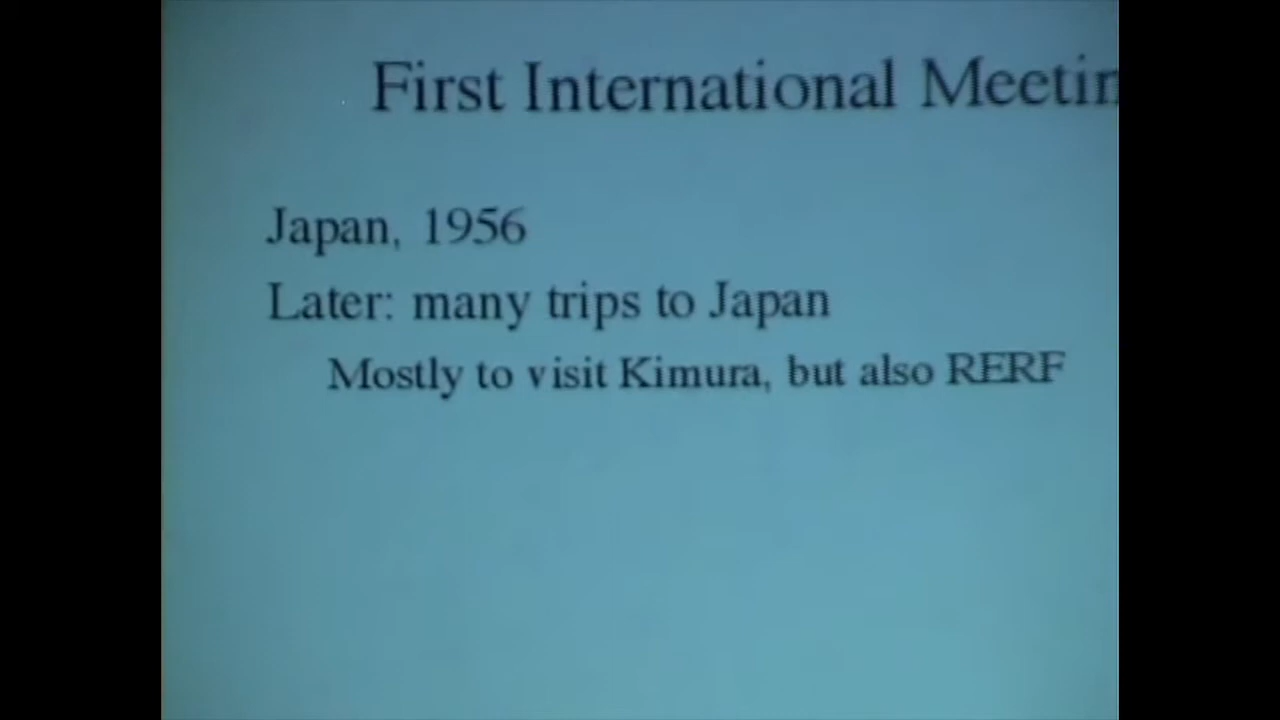 First International Meetin
Japan, 1956
Later: many trips to Japan
Mostly to visit Kimura, but also RERF